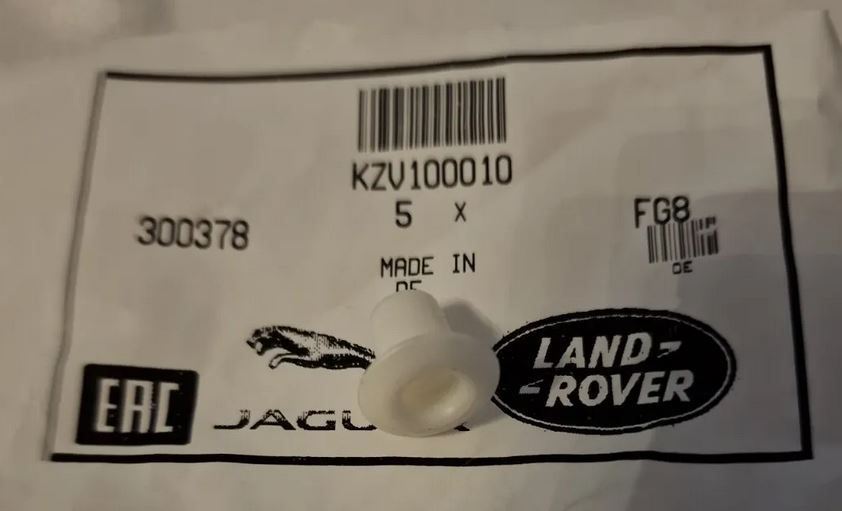 KZV100010
5 X
300378
FG8
DE
MADE IN
EAC
LAND-
-ROVER